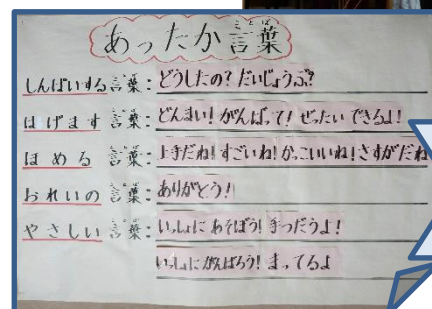 あったか言葉
しんぱいする言葉：どうしたの？だいじょうぶ？
はげます言葉：どんまい！がんばって！ぜったいできるよ！
ほめる言葉：上手だね！すごいね！かっこいいね！さすがだね
おれいの言葉：ありがとう！
やさしい言葉：いっしょにあそぼう！手つだうよ！
いっしょにがんばろう！まってるよ